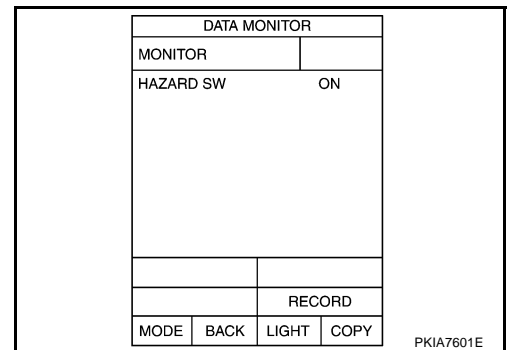 DATA MONITOR
MONITOR
HAZARD SW ON
RECORD
MODE BACK LIGHT COPY
PKIA7601E